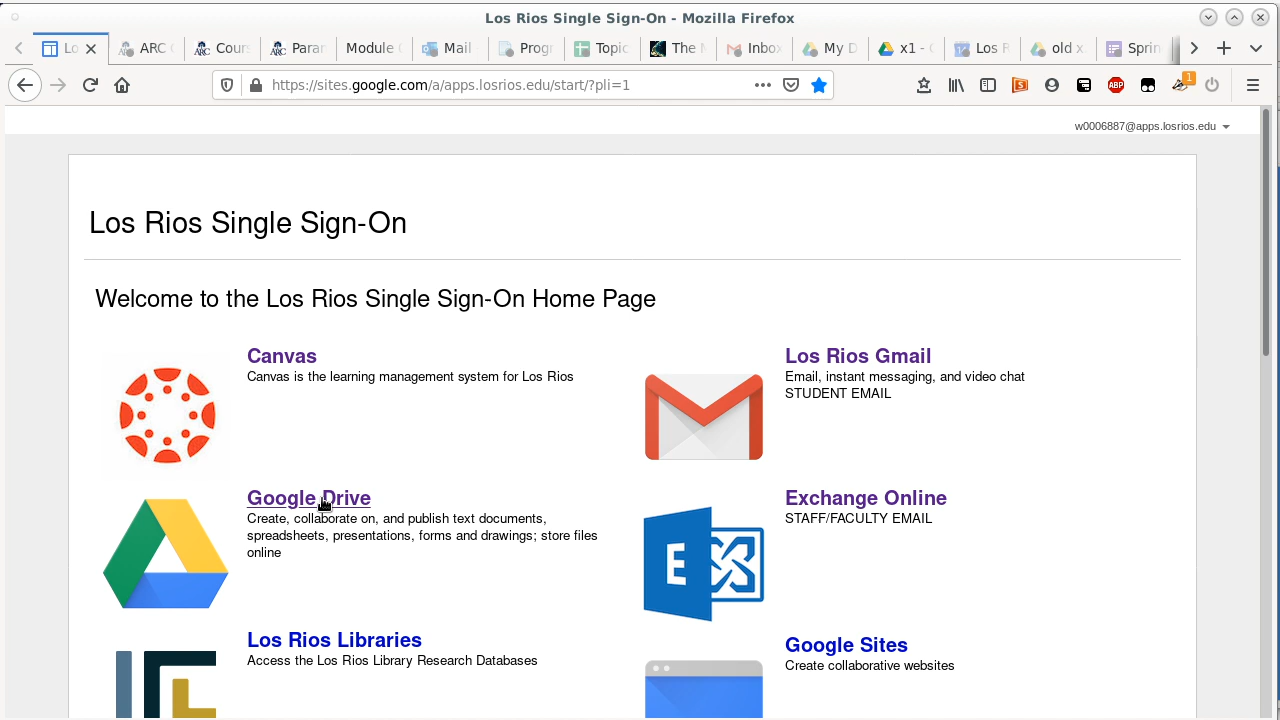 Los Rios Single Sign-On - Mozilla Firefox
Lo
ARC
Cour
Parar
Module
Mail
Progr
Topic
The
Inbo
My D
x1 -
Los R
old x
Sprin
https://sites.google.com/a/apps.losrios.edu/start/?pli=1
S
ABP
1
w0006887@apps.losrios.edu
Los Rios Single Sign-On
Welcome to the Los Rios Single Sign-On Home Page
Canvas
Canvas is the learning management system for Los Rios
Los Rios Gmail
Email, instant messaging, and video chat
STUDENT EMAIL
Google Drive
Create, collaborate on, and publish text documents,
spreadsheets, presentations, forms and drawings; store files
online
Exchange Online
STAFF/FACULTY EMAIL
E
Los Rios Libraries
Access the Los Rios Library Research Databases
Google Sites
Create collaborative websites